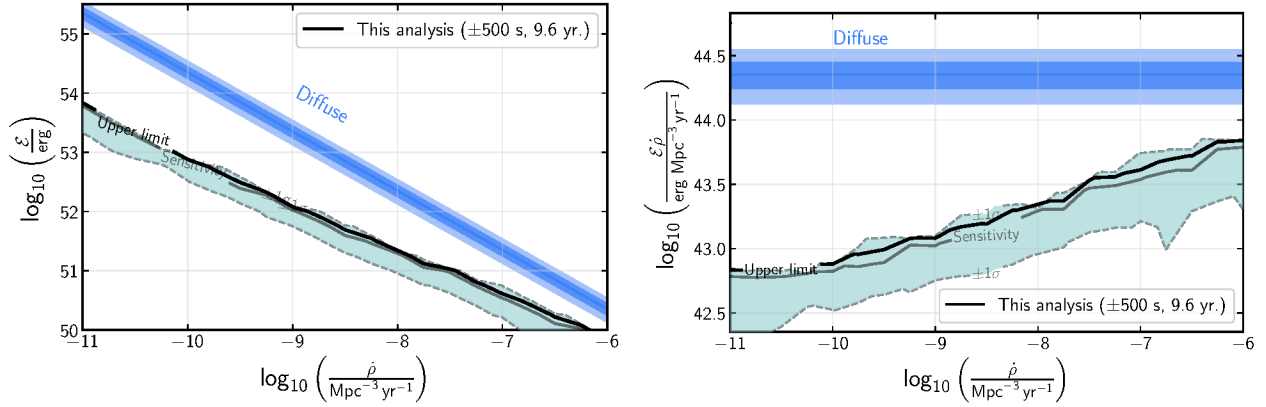 This analysis (±500 s, 9.6 yr.)
Diffuse
Upper limit
Sensitivity
1σ
55
54
53
52
51
50
−11 −10 −9 −8 −7 −6
log₁₀ (ℰ / erg)
log₁₀ (ρ̇ / Mpc⁻³ yr⁻¹)
Diffuse
±1σ
Sensitivity
Upper limit
±1σ
This analysis (±500 s, 9.6 yr.)
44.5
44.0
43.5
43.0
42.5
−11 −10 −9 −8 −7 −6
log₁₀ (ℰρ̇ / erg Mpc⁻³ yr⁻¹)
log₁₀ (ρ̇ / Mpc⁻³ yr⁻¹)